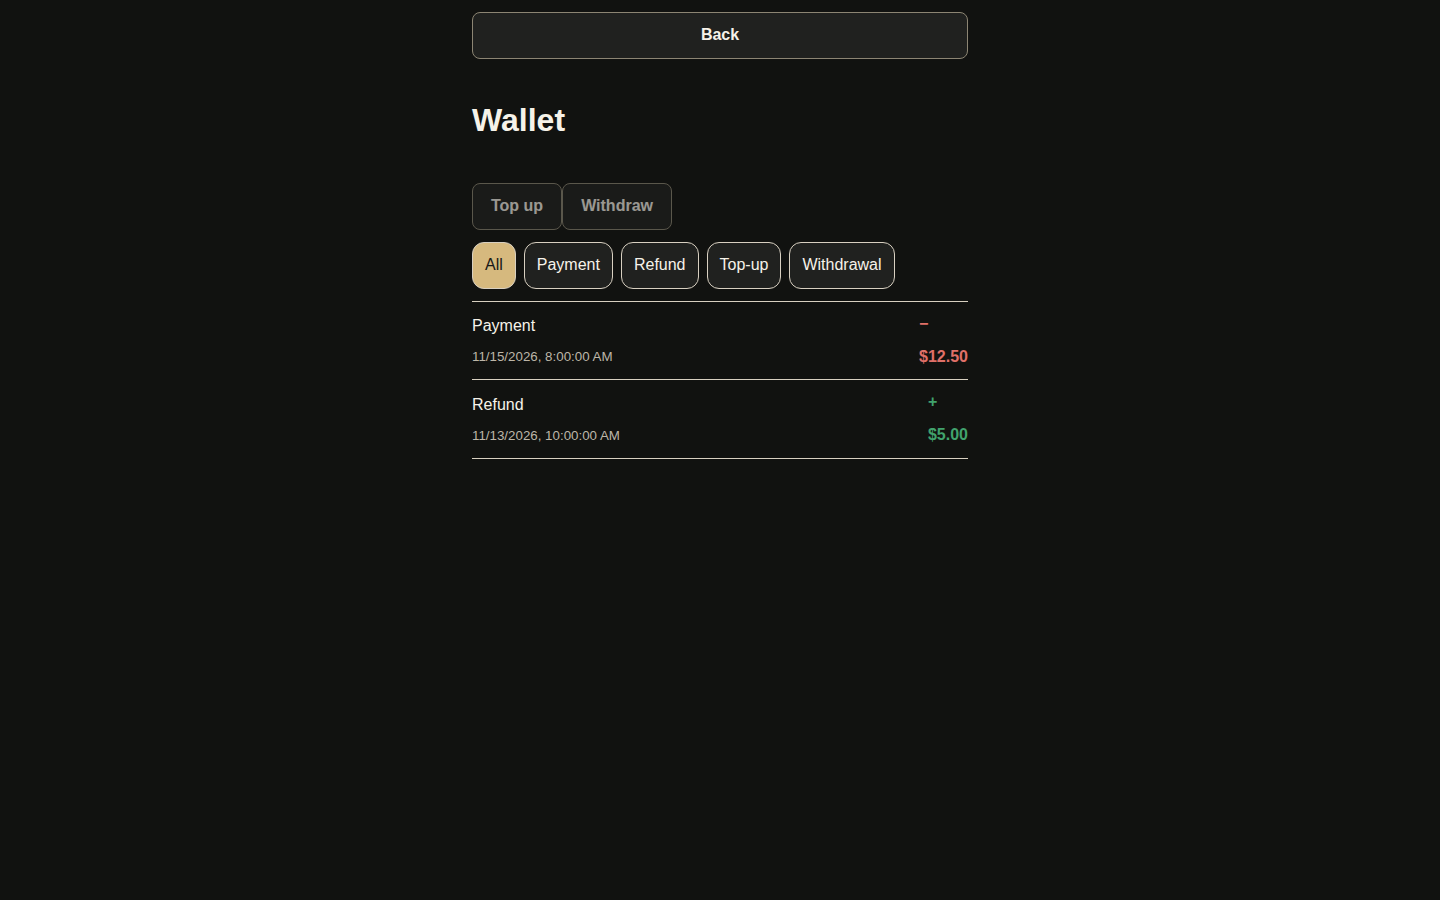 Back
Wallet
Top up Withdraw
All Payment Refund Top-up Withdrawal
Payment −
11/15/2026, 8:00:00 AM $12.50
Refund +
11/13/2026, 10:00:00 AM $5.00